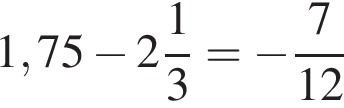 1,75 − 2 1/3 = − 7/12